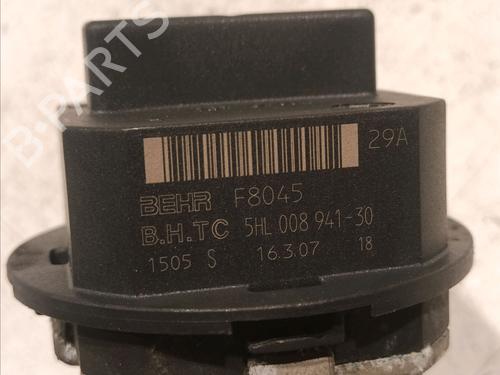 B-PARTS
29A
BEHR F8045
B.H.T C 5HL 008 941-30
1505 S 16.3.07 18